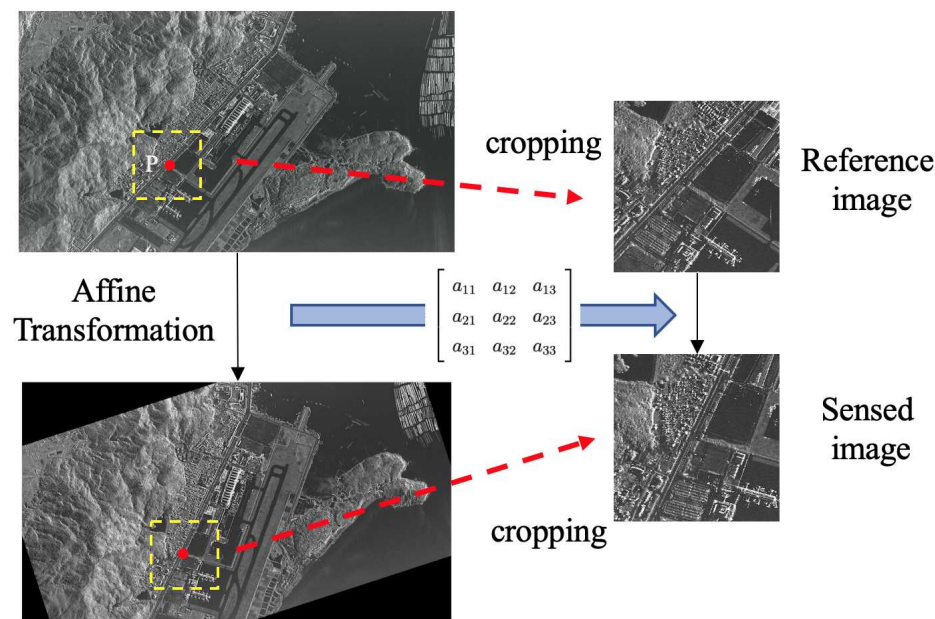 cropping
P
Reference
image
Affine
Transformation
a11 a12 a13
a21 a22 a23
a31 a32 a33
Sensed
image
cropping